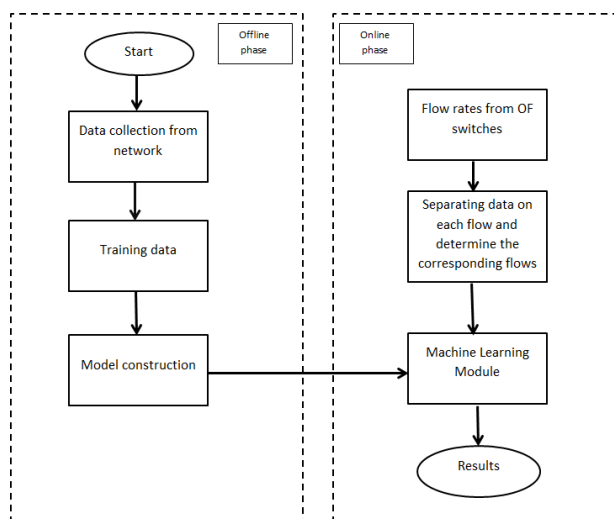 Start
Offline
phase
Data collection from
network
Training data
Model construction
Online
phase
Flow rates from OF
switches
Separating data on
each flow and
determine the
corresponding flows
Machine Learning
Module
Results